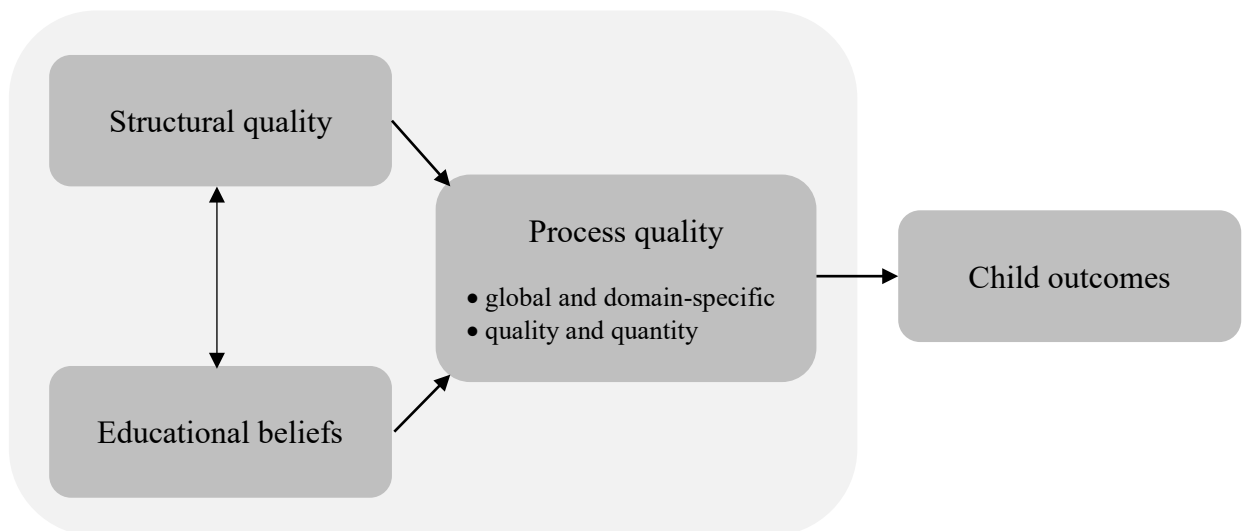 Structural quality
Process quality
• global and domain-specific
• quality and quantity
Child outcomes
Educational beliefs